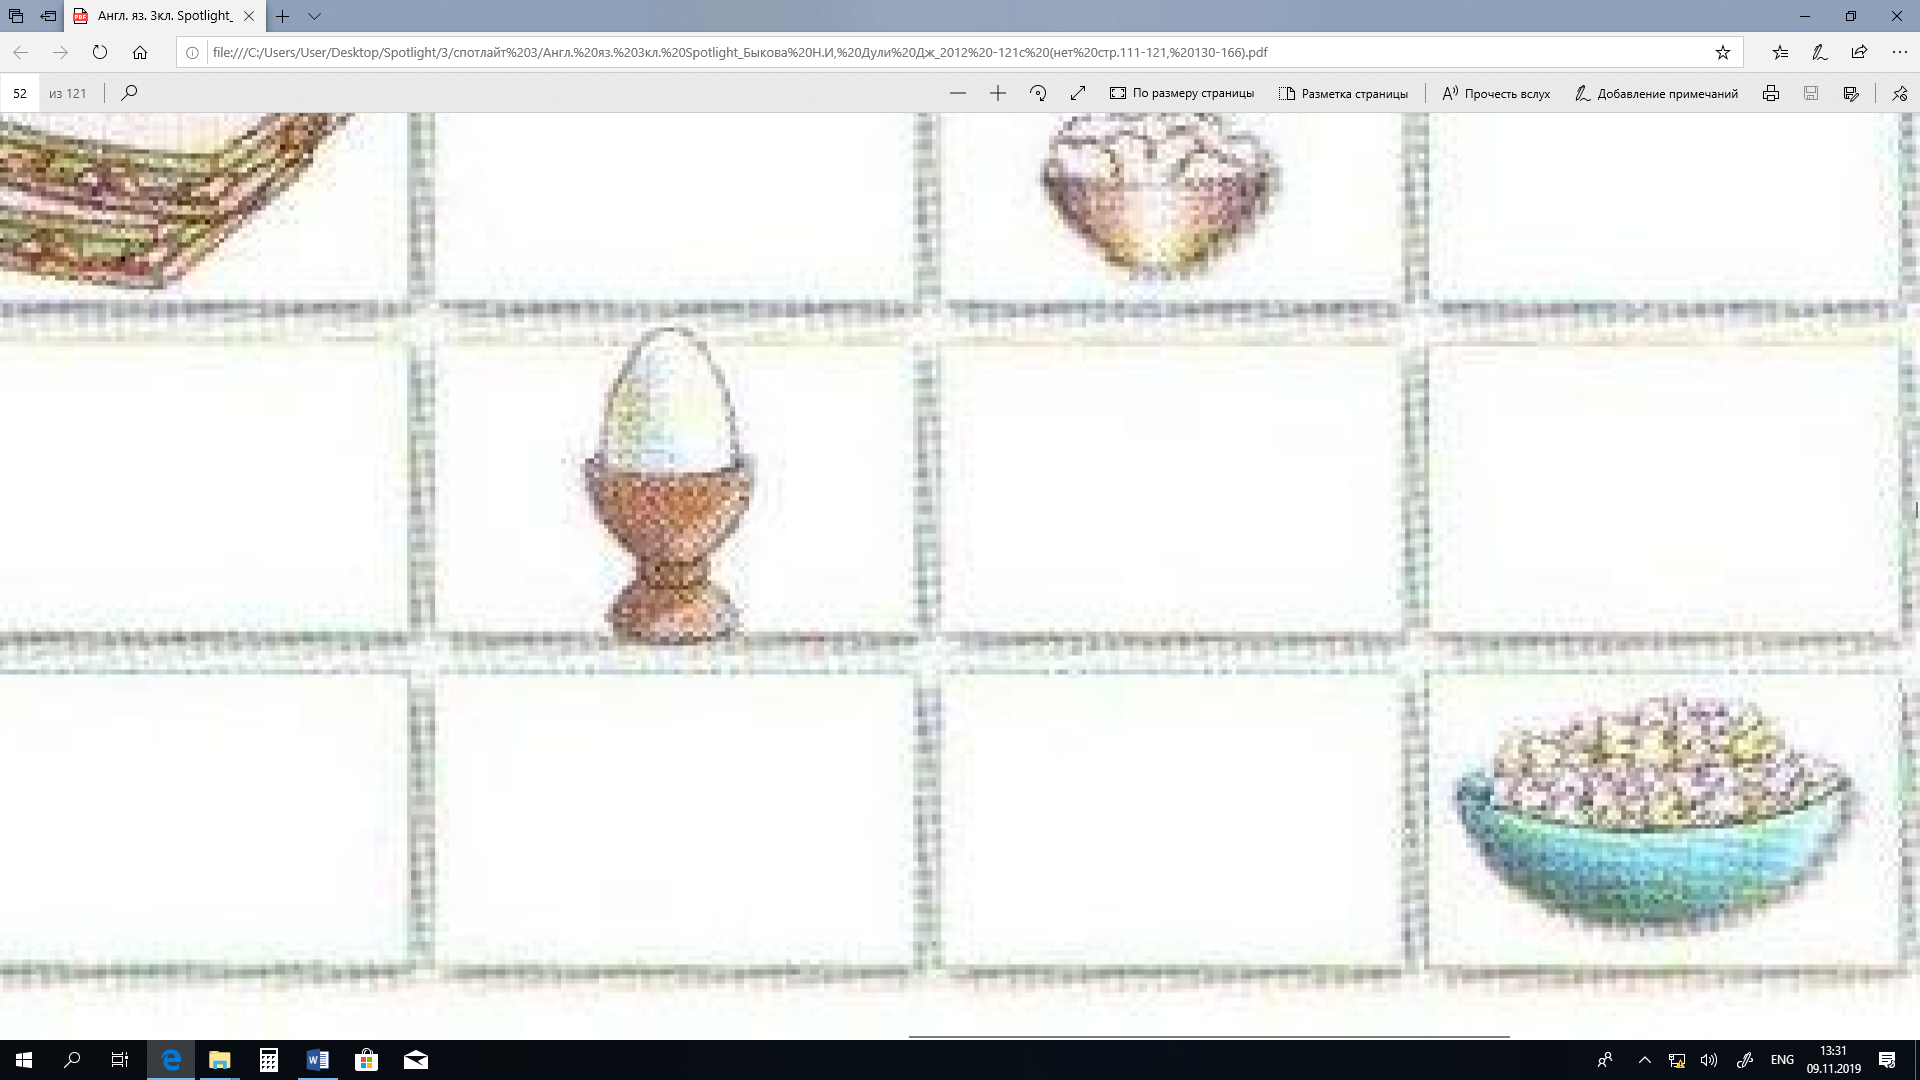 Англ. яз. 3кл. Spotlight_
file:///C:/Users/User/Desktop/Spotlight/3/спотлайт%203/Англ.%20яз.%203кл.%20Spotlight_Быкова%20Н.И,%20Дули%20Дж_2012%20-121с%20(нет%20стр.111-121,%20130-166).pdf
52 из 121 По размеру страницы Разметка страницы Прочесть вслух Добавление примечаний
ENG 13:31
09.11.2019